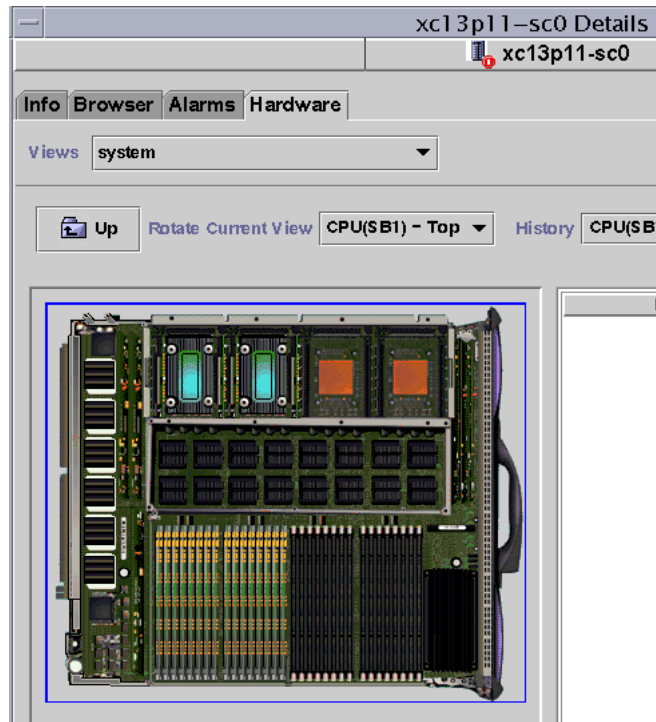 xc13p11–sc0 Details
xc13p11-sc0
Info Browser Alarms Hardware
Views system
Up Rotate Current View CPU(SB1) – Top History CPU(SB